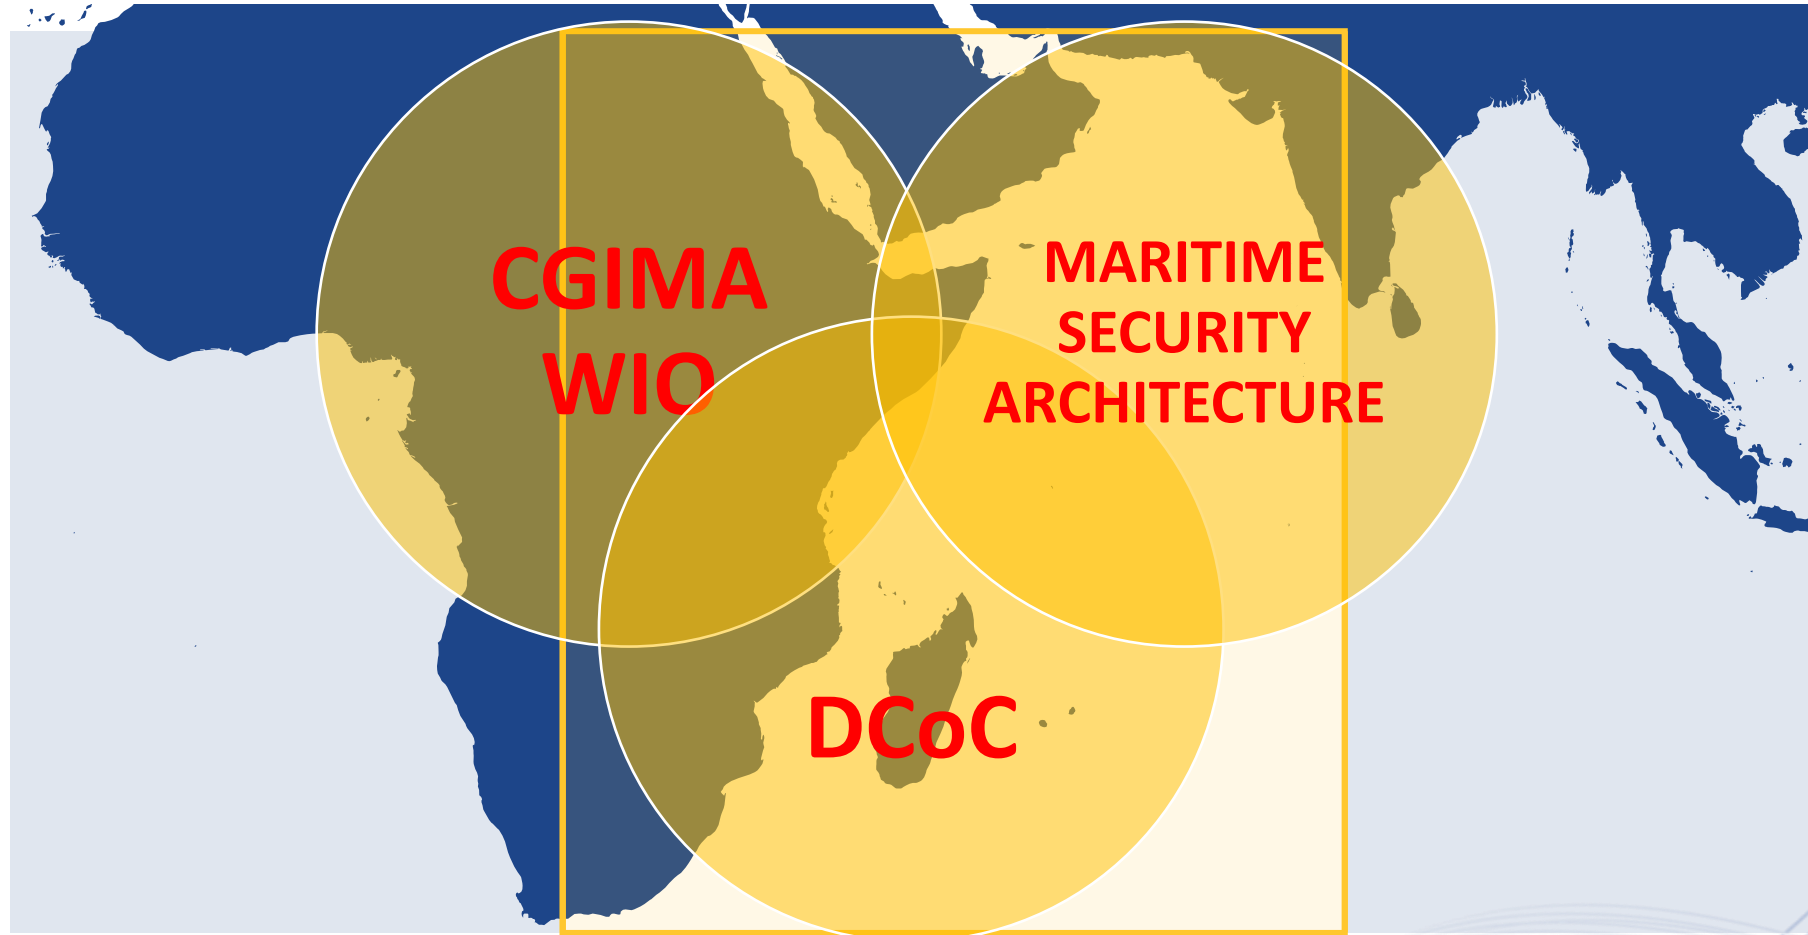 CGIMA
WIO
MARITIME
SECURITY
ARCHITECTURE
DCoC